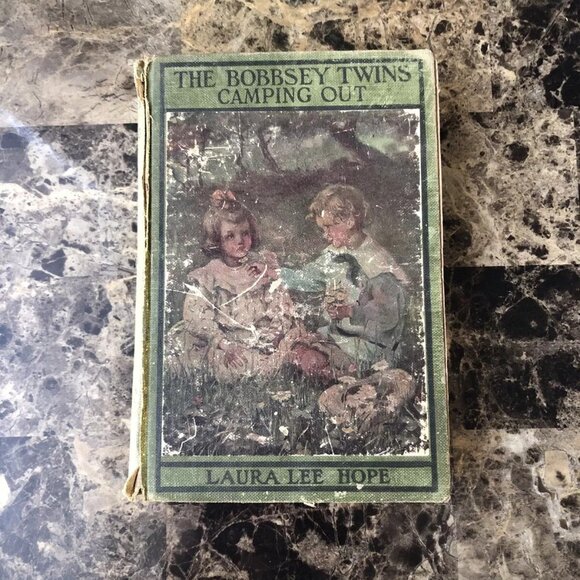 THE BOBBSEY TWINS
CAMPING OUT
LAURA LEE HOPE